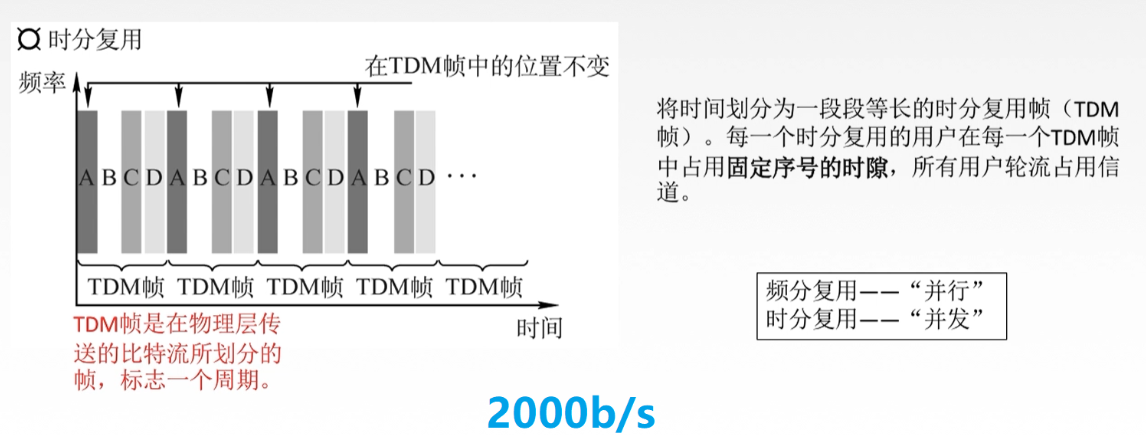 ¤ 时分复用
频率
在TDM帧中的位置不变
A B C D A B C D A B C D A B C D ···
TDM帧 TDM帧 TDM帧 TDM帧 TDM帧
时间
TDM帧是在物理层传
送的比特流所划分的
帧，标志一个周期。
将时间划分为一段段等长的时分复用帧（TDM
帧）。每一个时分复用的用户在每一个TDM帧
中占用固定序号的时隙，所有用户轮流占用信
道。
频分复用——“并行”
时分复用——“并发”
2000b/s